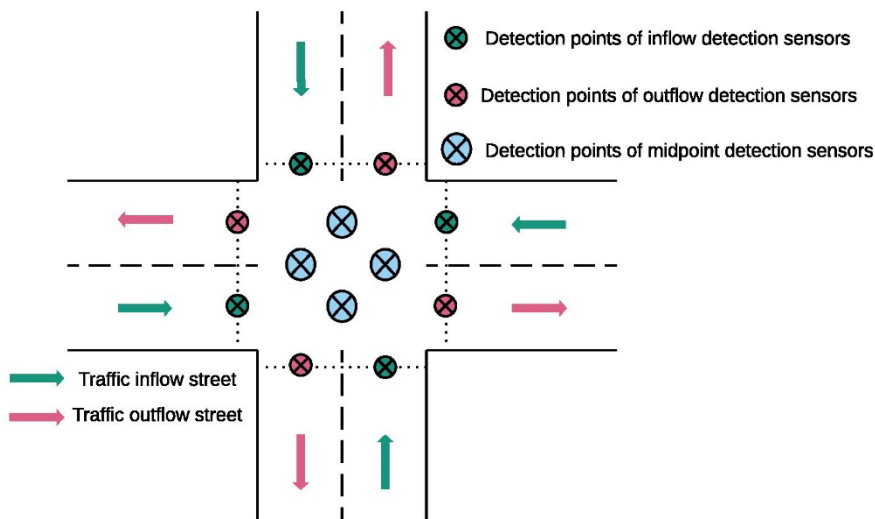 Detection points of inflow detection sensors
Detection points of outflow detection sensors
Detection points of midpoint detection sensors
Traffic inflow street
Traffic outflow street